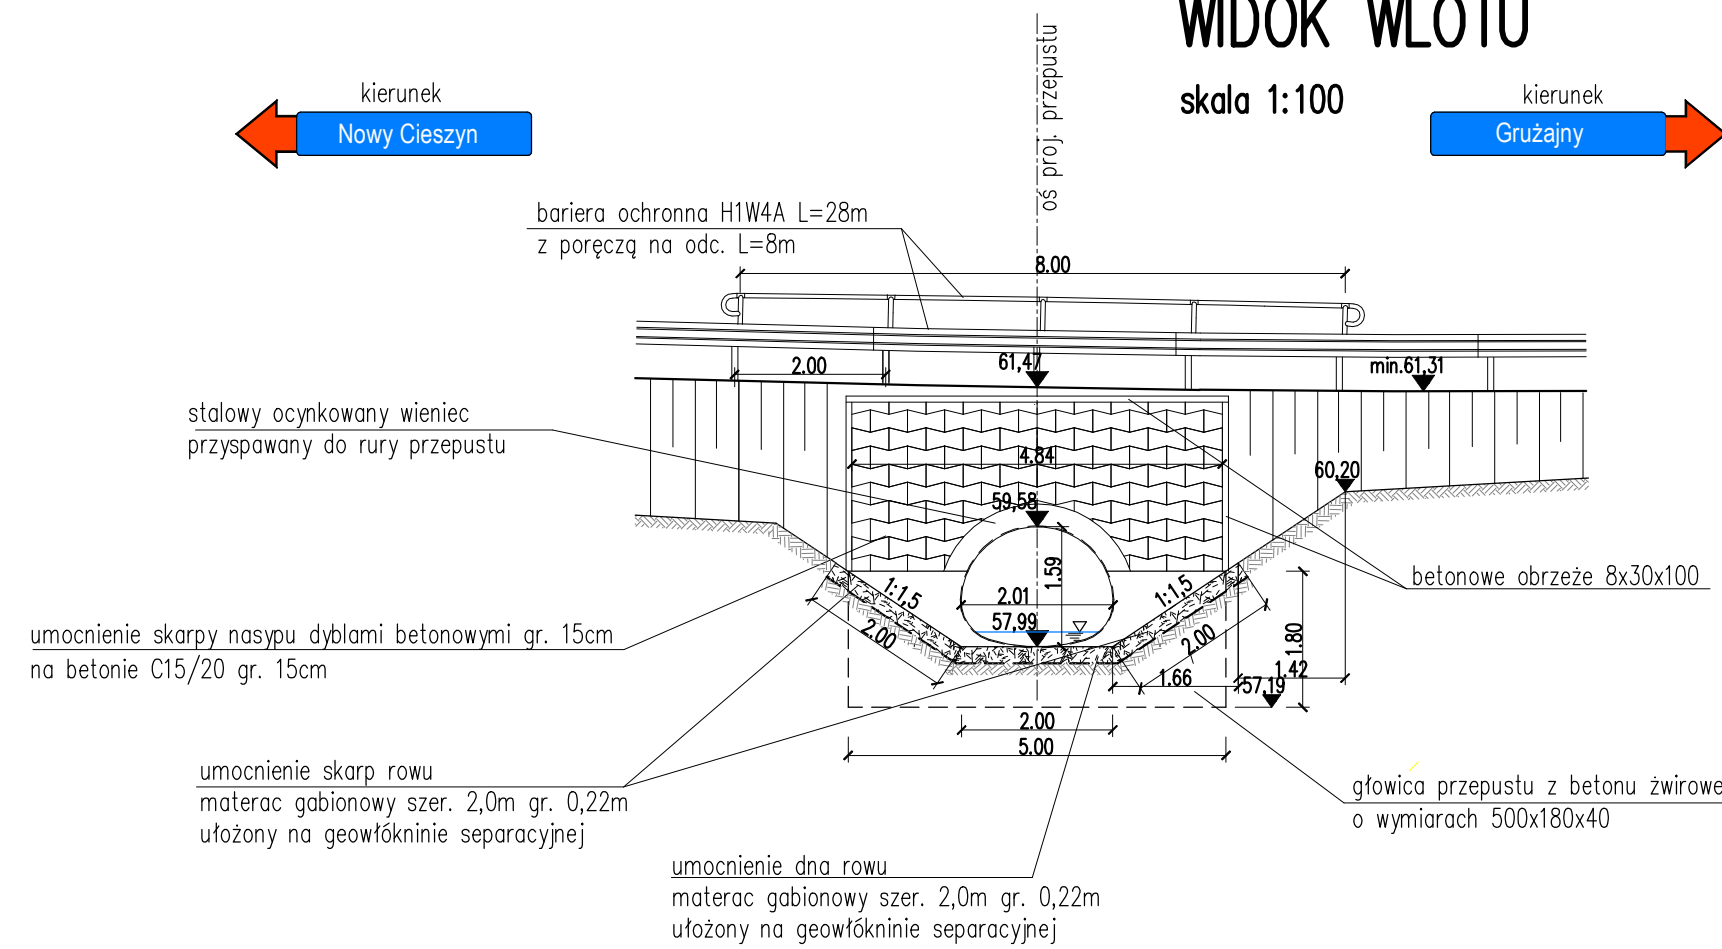 WIDOK WLOTU
skala 1:100
kierunek
Nowy Cieszyn
kierunek
Grużajny
oś proj. przepustu
bariera ochronna H1W4A L=28m
z poręczą na odc. L=8m
8.00
2.00
61,47
min.61,31
stalowy ocynkowany wieniec
przyspawany do rury przepustu
4.84
60,20
59,58
1.59
betonowe obrzeże 8x30x100
1:1,5
1:1,5
2.01
57,99
2.00
2.00
1.80
umocnienie skarpy nasypu dyblami betonowymi gr. 15cm
na betonie C15/20 gr. 15cm
1.66
1.42
57,19
2.00
5.00
umocnienie skarp rowu
materac gabionowy szer. 2,0m gr. 0,22m
ułożony na geowłókninie separacyjnej
głowica przepustu z betonu żwirowe
o wymiarach 500x180x40
umocnienie dna rowu
materac gabionowy szer. 2,0m gr. 0,22m
ułożony na geowłókninie separacyjnej